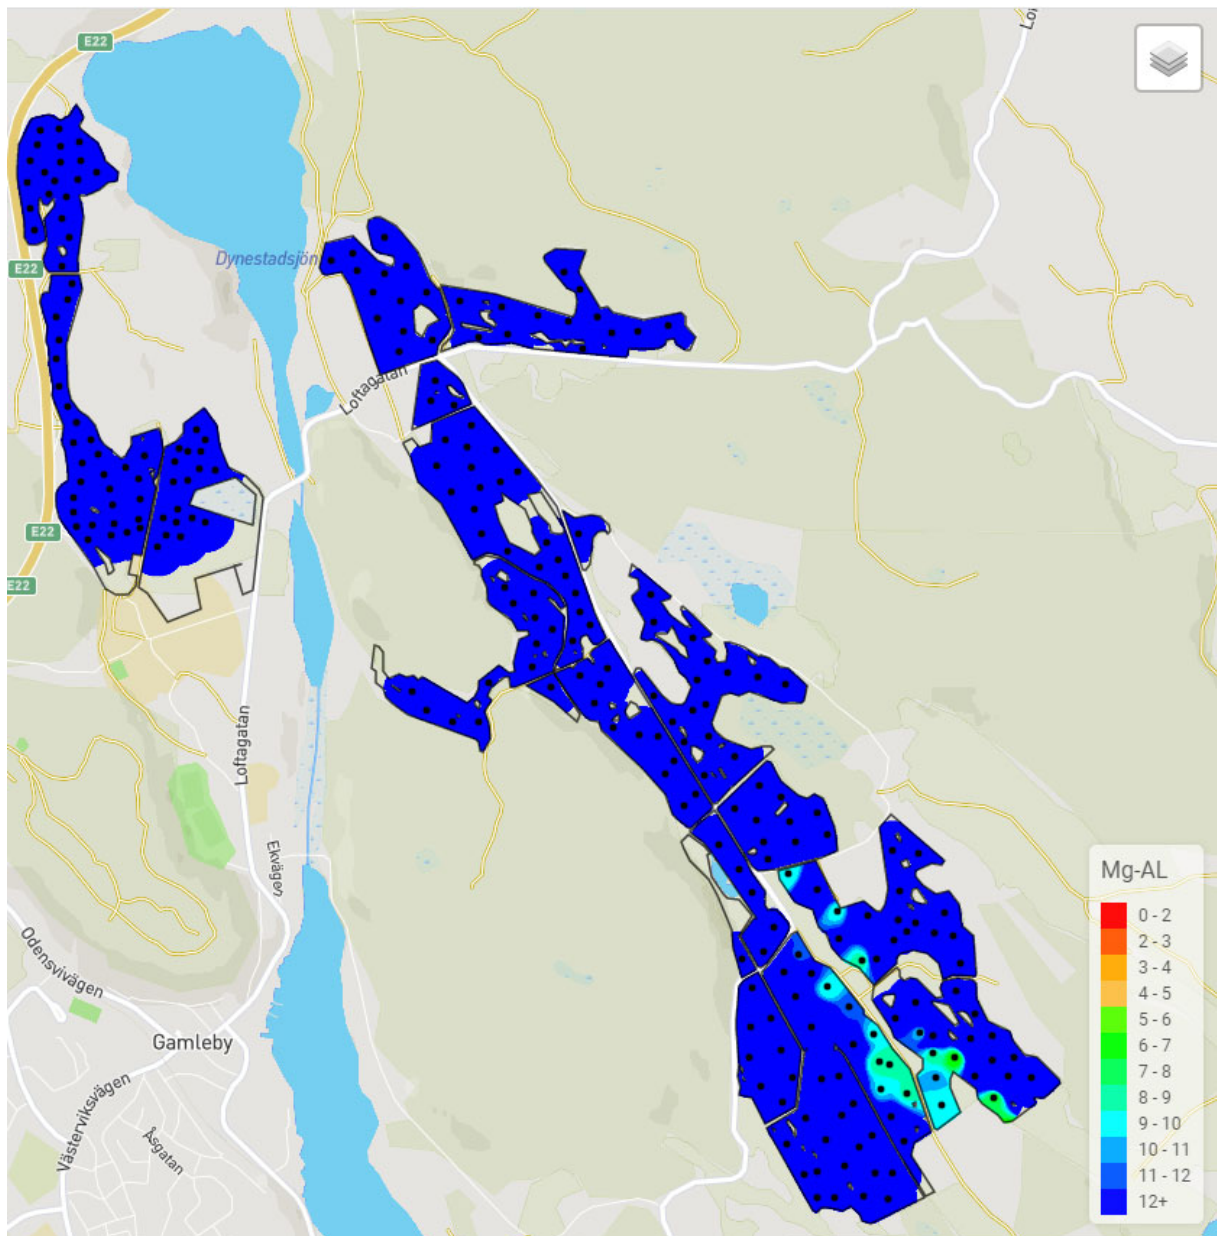 E22
Lo
Dynestadsjön
E22
Loftagatan
E22
E22
Loftagatan
Ekvägen
Odensvivägen
Gamleby
Västerviksvägen
Åsgatan
Mg-AL
0 - 2
2 - 3
3 - 4
4 - 5
5 - 6
6 - 7
7 - 8
8 - 9
9 - 10
10 - 11
11 - 12
12+